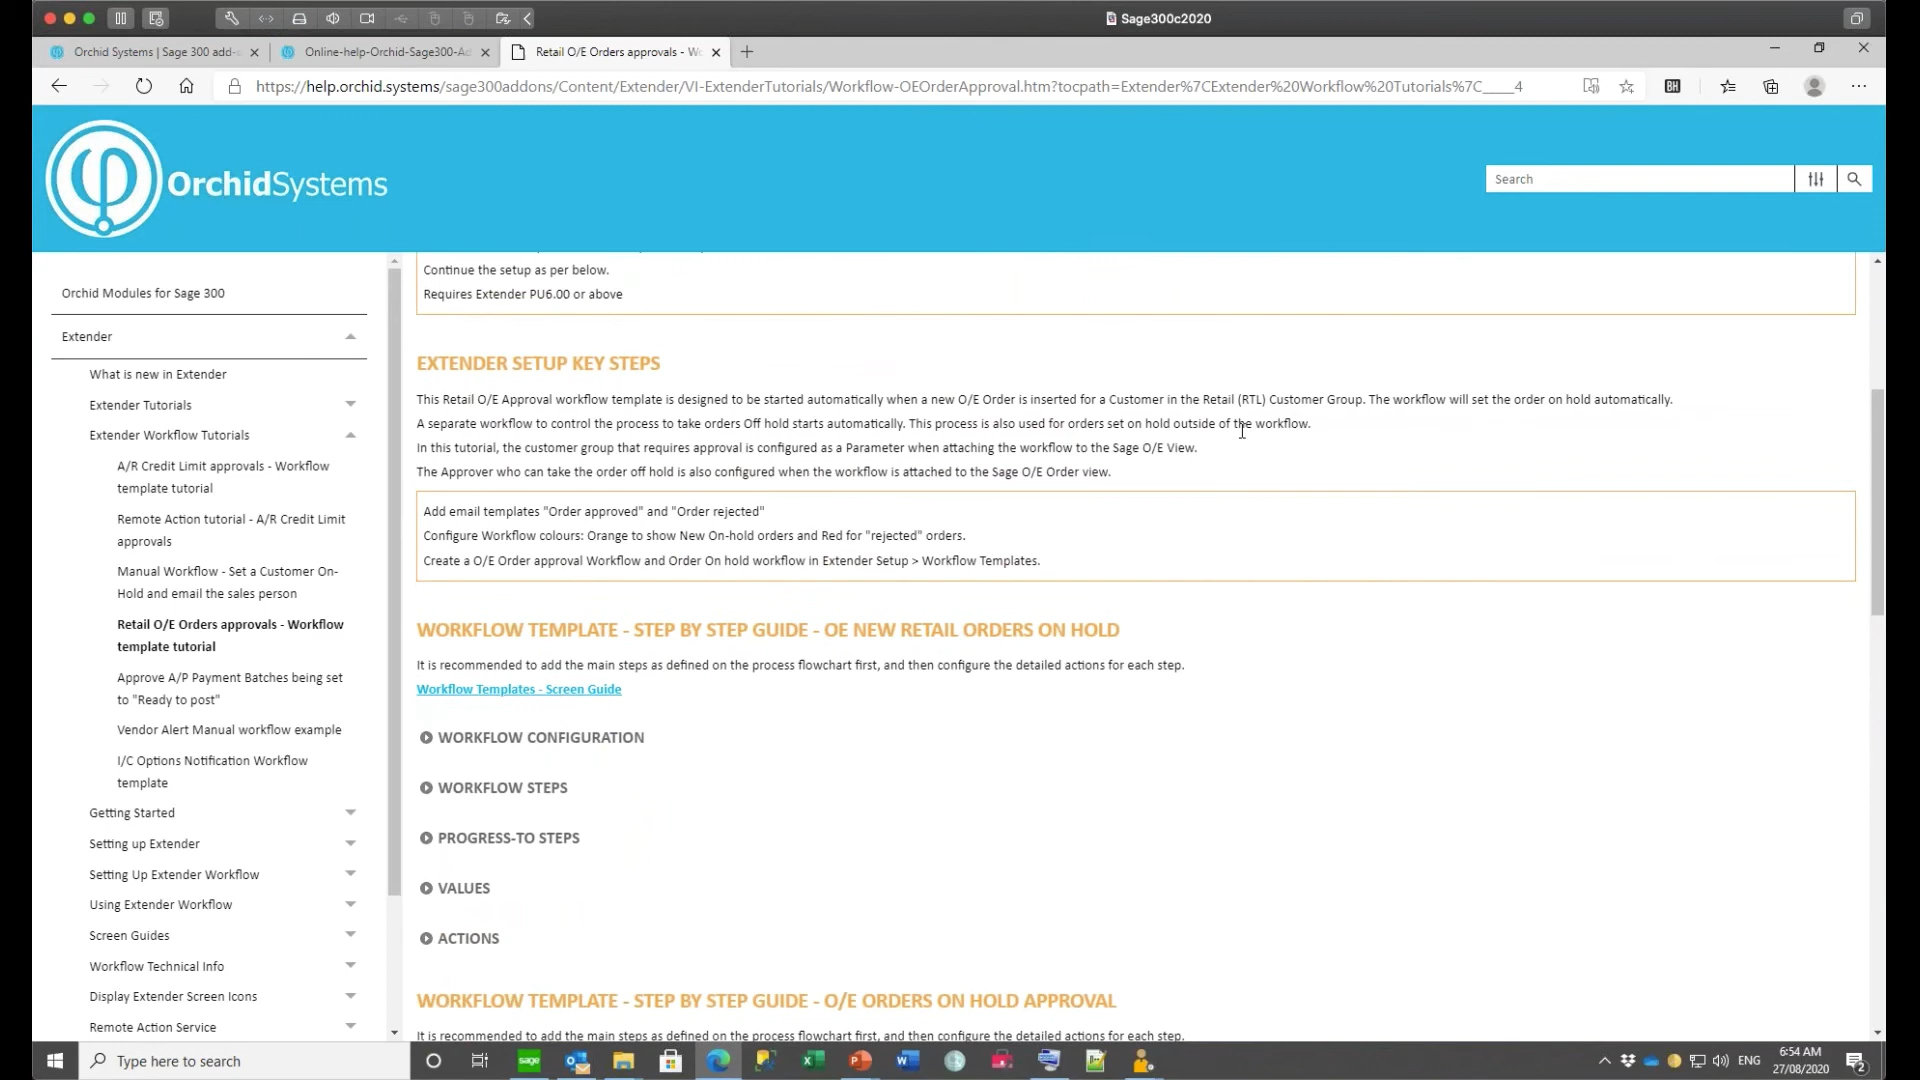 Sage300c2020
Orchid Systems | Sage 300 add-
Online-help-Orchid-Sage300-Ad
Retail O/E Orders approvals - Wo
https://help.orchid.systems/sage300addons/Content/Extender/VI-ExtenderTutorials/Workflow-OEOrderApproval.htm?tocpath=Extender%7CExtender%20Workflow%20Tutorials%7C_____4
BH
OrchidSystems
Search
Orchid Modules for Sage 300
Extender
What is new in Extender
Extender Tutorials
Extender Workflow Tutorials
A/R Credit Limit approvals - Workflow
template tutorial
Remote Action tutorial - A/R Credit Limit
approvals
Manual Workflow - Set a Customer On-
Hold and email the sales person
Retail O/E Orders approvals - Workflow
template tutorial
Approve A/P Payment Batches being set
to "Ready to post"
Vendor Alert Manual workflow example
I/C Options Notification Workflow
template
Getting Started
Setting up Extender
Setting Up Extender Workflow
Using Extender Workflow
Screen Guides
Workflow Technical Info
Display Extender Screen Icons
Remote Action Service
Continue the setup as per below.
Requires Extender PU6.00 or above
EXTENDER SETUP KEY STEPS
This Retail O/E Approval workflow template is designed to be started automatically when a new O/E Order is inserted for a Customer in the Retail (RTL) Customer Group. The workflow will set the order on hold automatically.
A separate workflow to control the process to take orders Off hold starts automatically. This process is also used for orders set on hold outside of the workflow.
In this tutorial, the customer group that requires approval is configured as a Parameter when attaching the workflow to the Sage O/E View.
The Approver who can take the order off hold is also configured when the workflow is attached to the Sage O/E Order view.
Add email templates "Order approved" and "Order rejected"
Configure Workflow colours: Orange to show New On-hold orders and Red for "rejected" orders.
Create a O/E Order approval Workflow and Order On hold workflow in Extender Setup > Workflow Templates.
WORKFLOW TEMPLATE - STEP BY STEP GUIDE - OE NEW RETAIL ORDERS ON HOLD
It is recommended to add the main steps as defined on the process flowchart first, and then configure the detailed actions for each step.
Workflow Templates - Screen Guide
WORKFLOW CONFIGURATION
WORKFLOW STEPS
PROGRESS-TO STEPS
VALUES
ACTIONS
WORKFLOW TEMPLATE - STEP BY STEP GUIDE - O/E ORDERS ON HOLD APPROVAL
It is recommended to add the main steps as defined on the process flowchart first, and then configure the detailed actions for each step.
Type here to search
sage
ENG
6:54 AM
27/08/2020
2